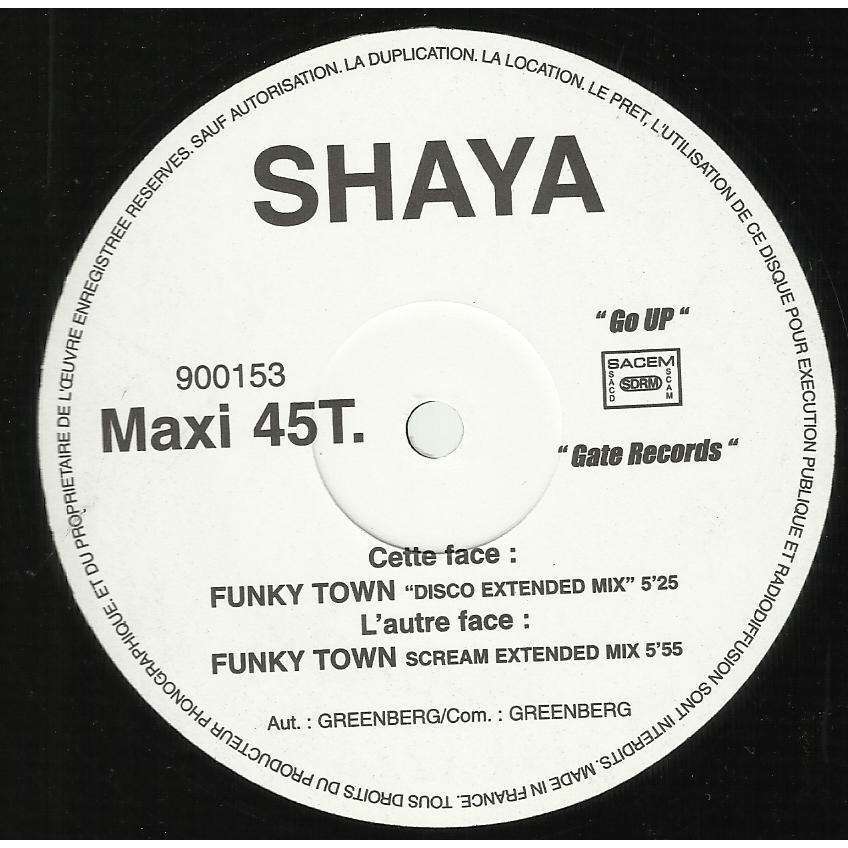 SHAYA
“ Go UP “
SACEM
SACD
SDRM
SCAM
900153
Maxi 45T.
“ Gate Records “
Cette face :
FUNKY TOWN “DISCO EXTENDED MIX” 5’25
L’autre face :
FUNKY TOWN SCREAM EXTENDED MIX 5’55
Aut. : GREENBERG/Com. : GREENBERG
TOUS DROITS DU PRODUCTEUR PHONOGRAPHIQUE. ET DU PROPRIETAIRE DE L’ŒUVRE ENREGISTREE RESERVES. SAUF AUTORISATION. LA DUPLICATION. LA LOCATION. LE PRET, L’UTILISATION DE CE DISQUE POUR EXECUTION PUBLIQUE ET RADIODIFFUSION SONT INTERDITS. MADE IN FRANCE.